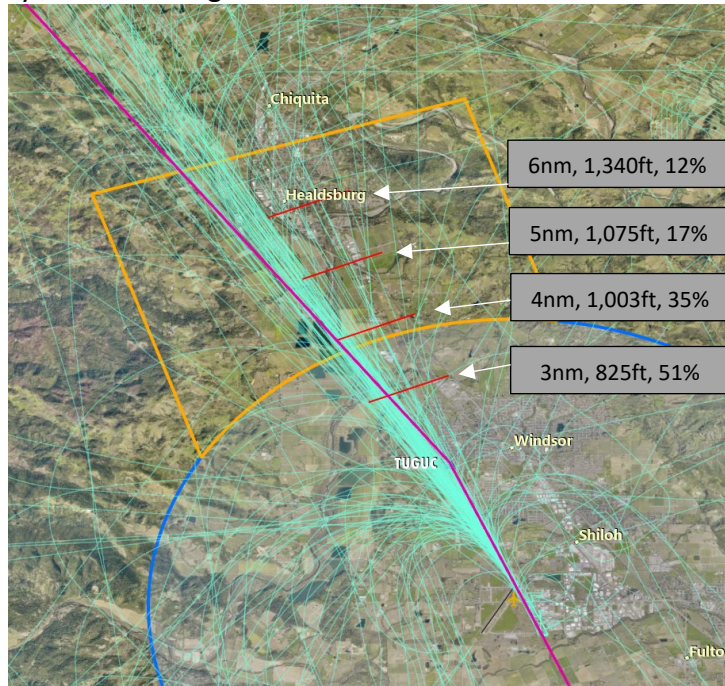 Chiquita
6nm, 1,340ft, 12%
Healdsburg
5nm, 1,075ft, 17%
4nm, 1,003ft, 35%
3nm, 825ft, 51%
Windsor
TUGUC
Shiloh
Fulto